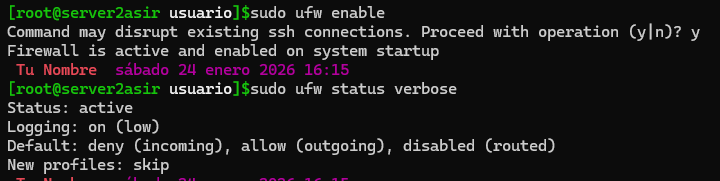 [root@server2asir usuario]$sudo ufw enable
Command may disrupt existing ssh connections. Proceed with operation (y|n)? y
Firewall is active and enabled on system startup
Tu Nombre  sábado 24 enero 2026 16:15
[root@server2asir usuario]$sudo ufw status verbose
Status: active
Logging: on (low)
Default: deny (incoming), allow (outgoing), disabled (routed)
New profiles: skip